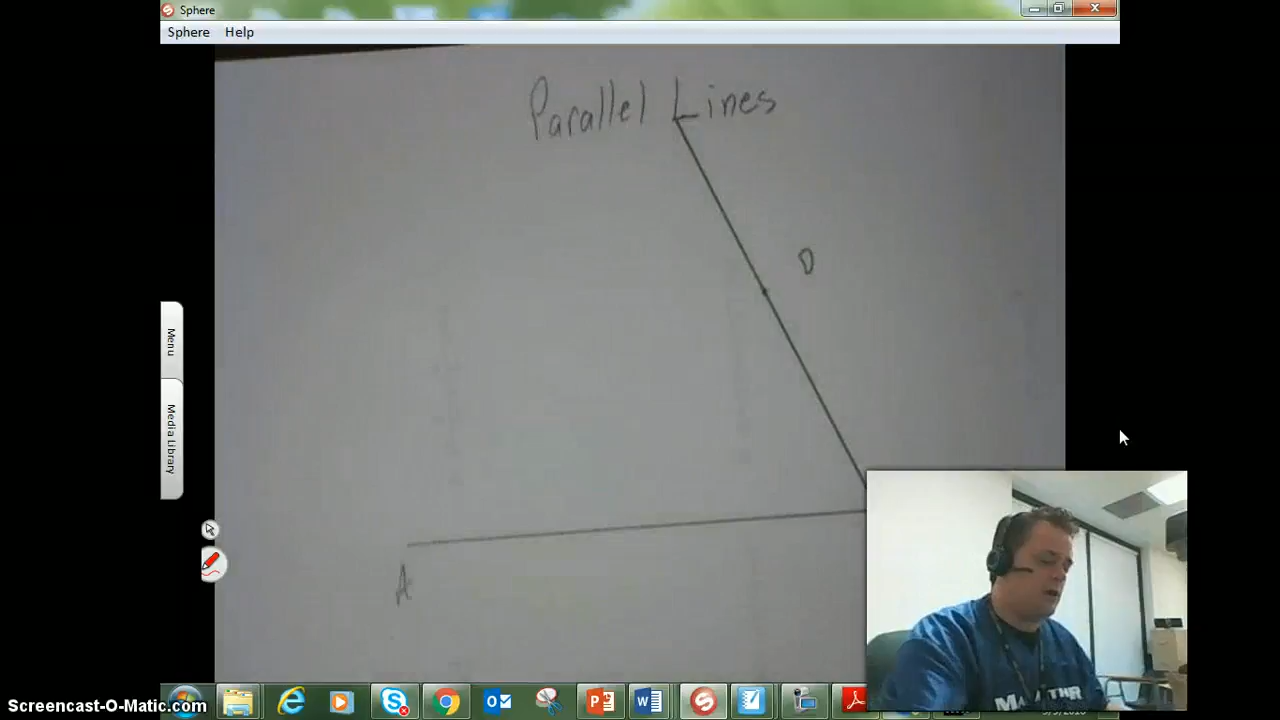 Sphere
Sphere Help
Parallel Lines
D
Menu
Media Library
A
Screencast-O-Matic.com